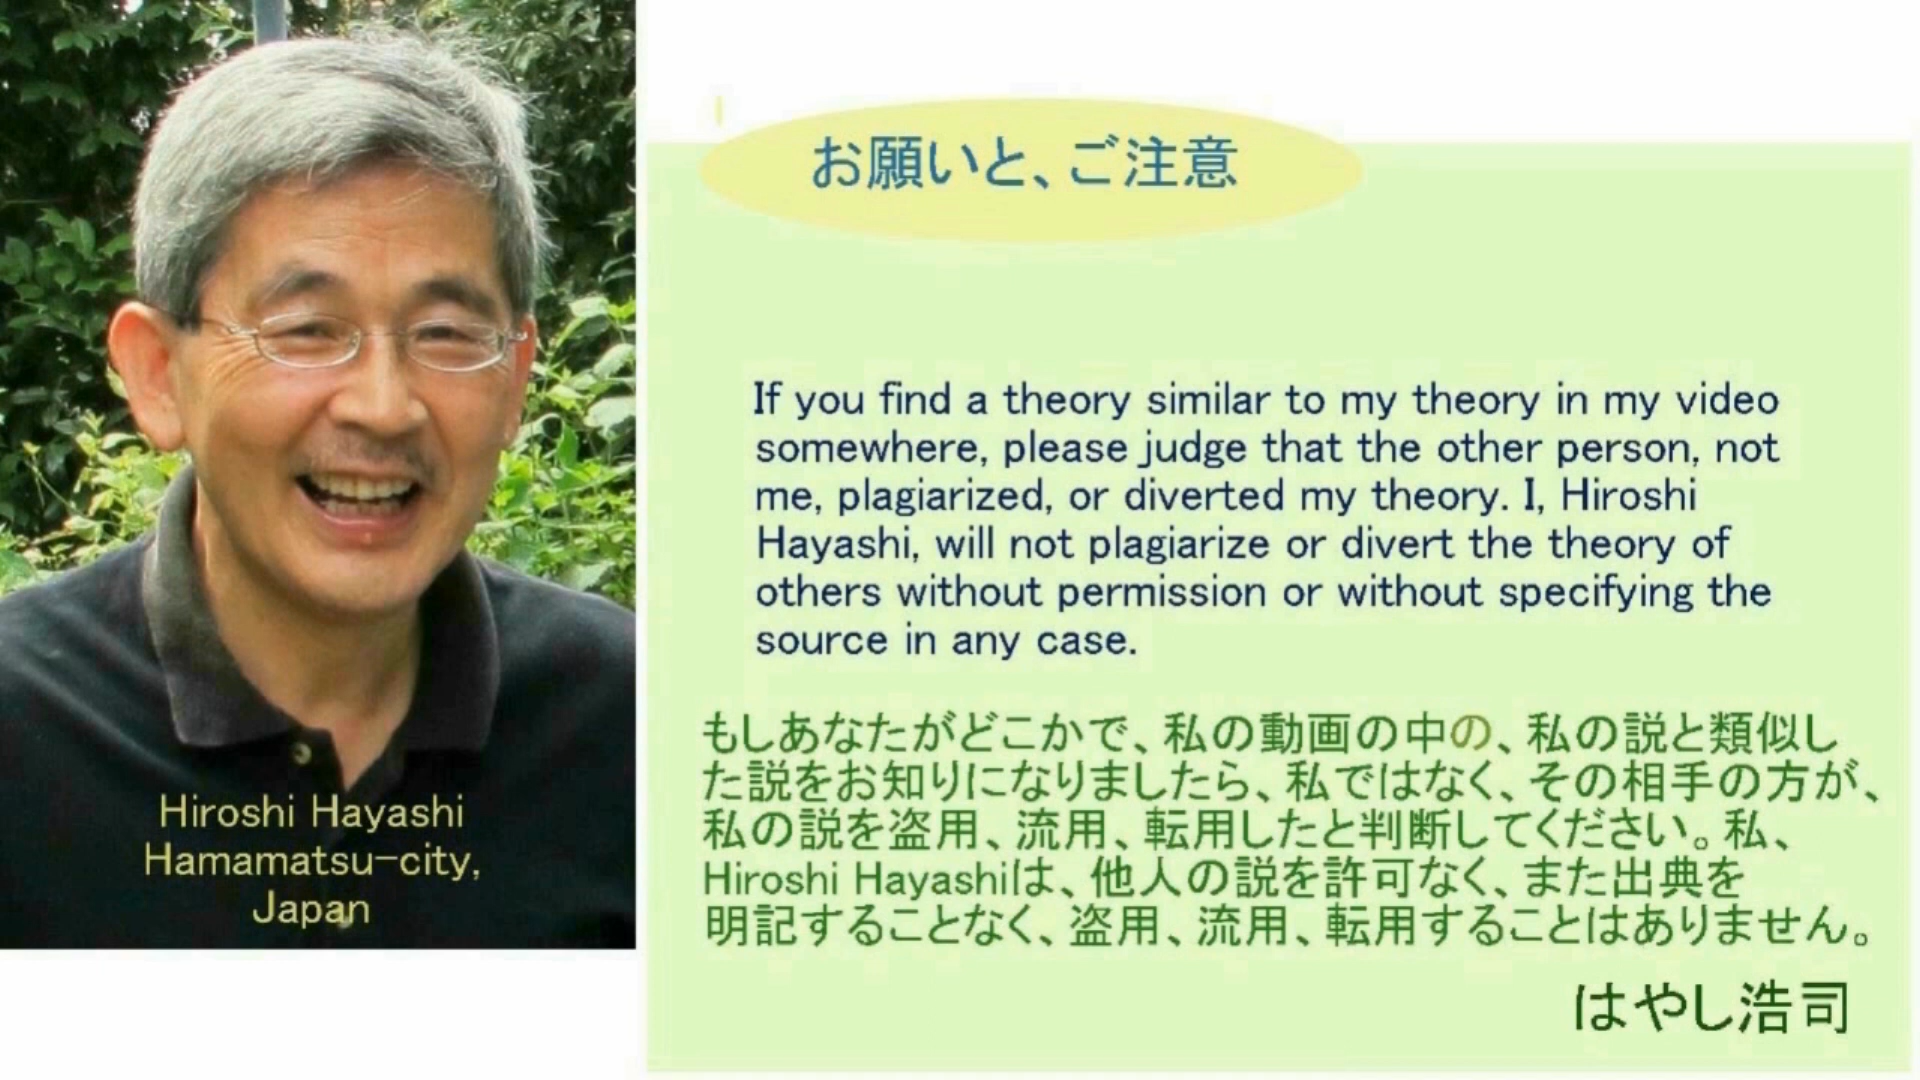 お願いと、ご注意
If you find a theory similar to my theory in my video
somewhere, please judge that the other person, not
me, plagiarized, or diverted my theory. I, Hiroshi
Hayashi, will not plagiarize or divert the theory of
others without permission or without specifying the
source in any case.
もしあなたがどこかで、私の動画の中の、私の説と類似し
た説をお知りになりましたら、私ではなく、その相手の方が、
私の説を盗用、流用、転用したと判断してください。私、
Hiroshi Hayashiは、他人の説を許可なく、また出典を
明記することなく、盗用、流用、転用することはありません。
はやし浩司
Hiroshi Hayashi
Hamamatsu-city,
Japan